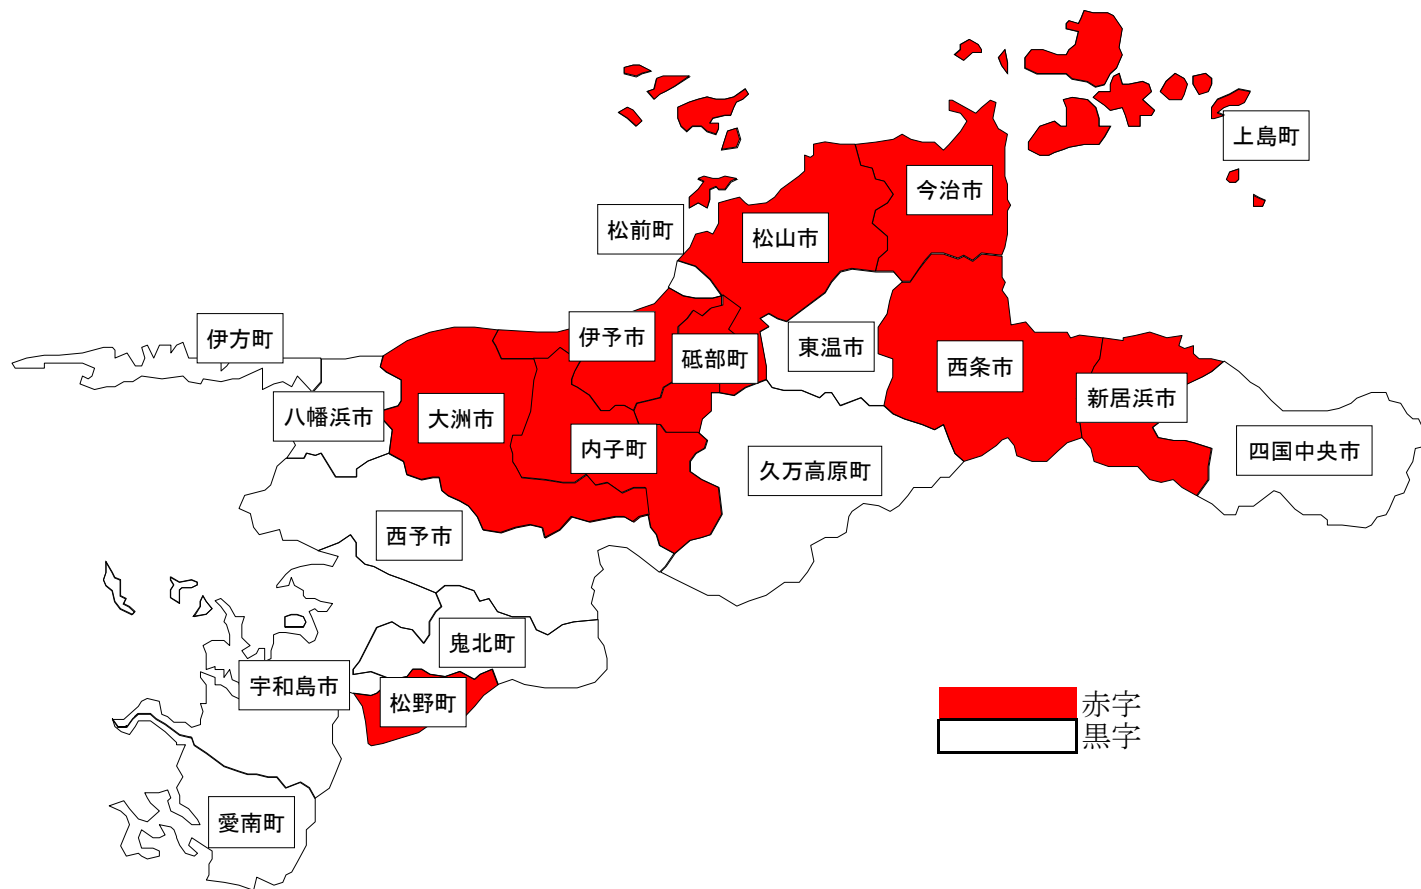 上島町
今治市
松前町
松山市
伊方町
伊予市
砥部町
東温市
西条市
新居浜市
八幡浜市
大洲市
内子町
久万高原町
四国中央市
西予市
鬼北町
宇和島市
松野町
赤字
黒字
愛南町